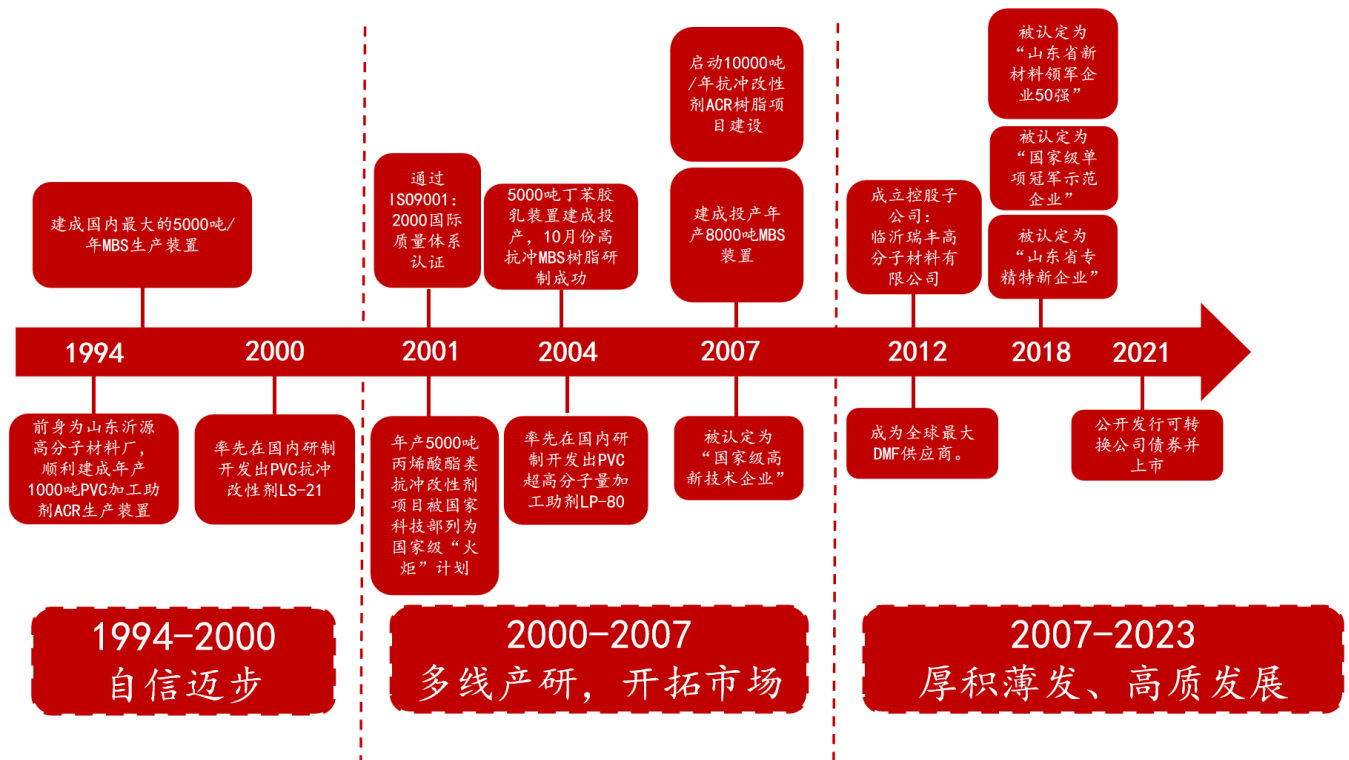 建成国内最大的5000吨/
年MBS生产装置
通过
ISO9001:
2000国际
质量体系
认证
5000吨丁苯胶
乳装置建成投
产，10月份高
抗冲MBS树脂研
制成功
启动10000吨
/年抗冲改性
剂ACR树脂项
目建设
建成投产年
产8000吨MBS
装置
成立控股子
公司：
临沂瑞丰高
分子材料有
限公司
被认定为
“山东省新
材料领军企
业50强”
被认定为
“国家级单
项冠军示范
企业”
被认定为
“山东省专
精特新企业”
1994
2000
2001
2004
2007
2012
2018
2021
前身为山东沂源
高分子材料厂，
顺利建成年产
1000吨PVC加工助
剂ACR生产装置
率先在国内研制
开发出PVC抗冲
改性剂LS-21
年产5000吨
丙烯酸酯类
抗冲改性剂
项目被国家
科技部列为
国家级“火
炬”计划
率先在国内研
制开发出PVC
超高分子量加
工助剂LP-80
被认定为
“国家级高
新技术企业”
成为全球最大
DMF供应商。
公开发行可转
换公司债券并
上市
1994-2000
自信迈步
2000-2007
多线产研，开拓市场
2007-2023
厚积薄发、高质发展